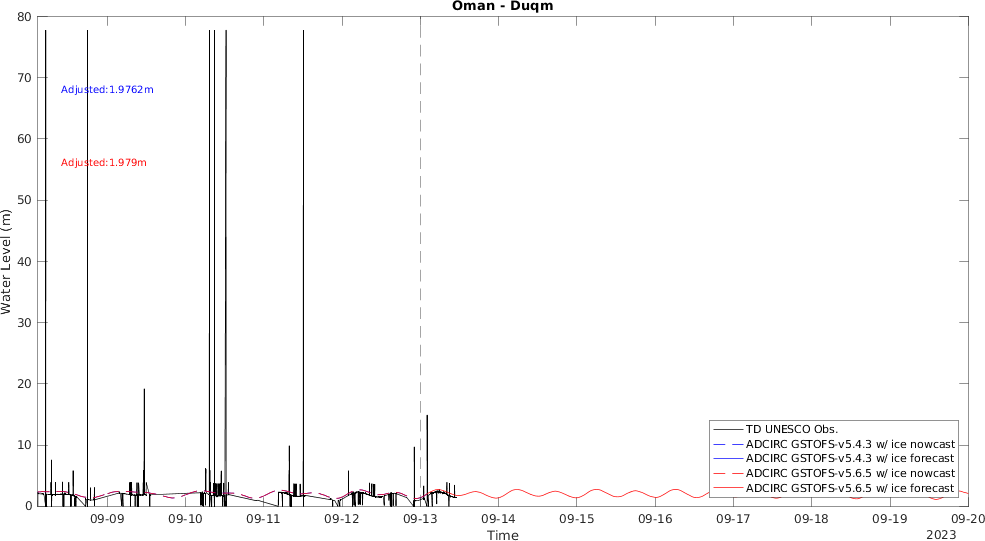 Oman - Duqm
Water Level (m)
80
70
60
50
40
30
20
10
0
Adjusted:1.9762m
Adjusted:1.979m
TD UNESCO Obs.
ADCIRC GSTOFS-v5.4.3 w/ ice nowcast
ADCIRC GSTOFS-v5.4.3 w/ ice forecast
ADCIRC GSTOFS-v5.6.5 w/ ice nowcast
ADCIRC GSTOFS-v5.6.5 w/ ice forecast
09-09 09-10 09-11 09-12 09-13 09-14 09-15 09-16 09-17 09-18 09-19 09-20
Time
2023